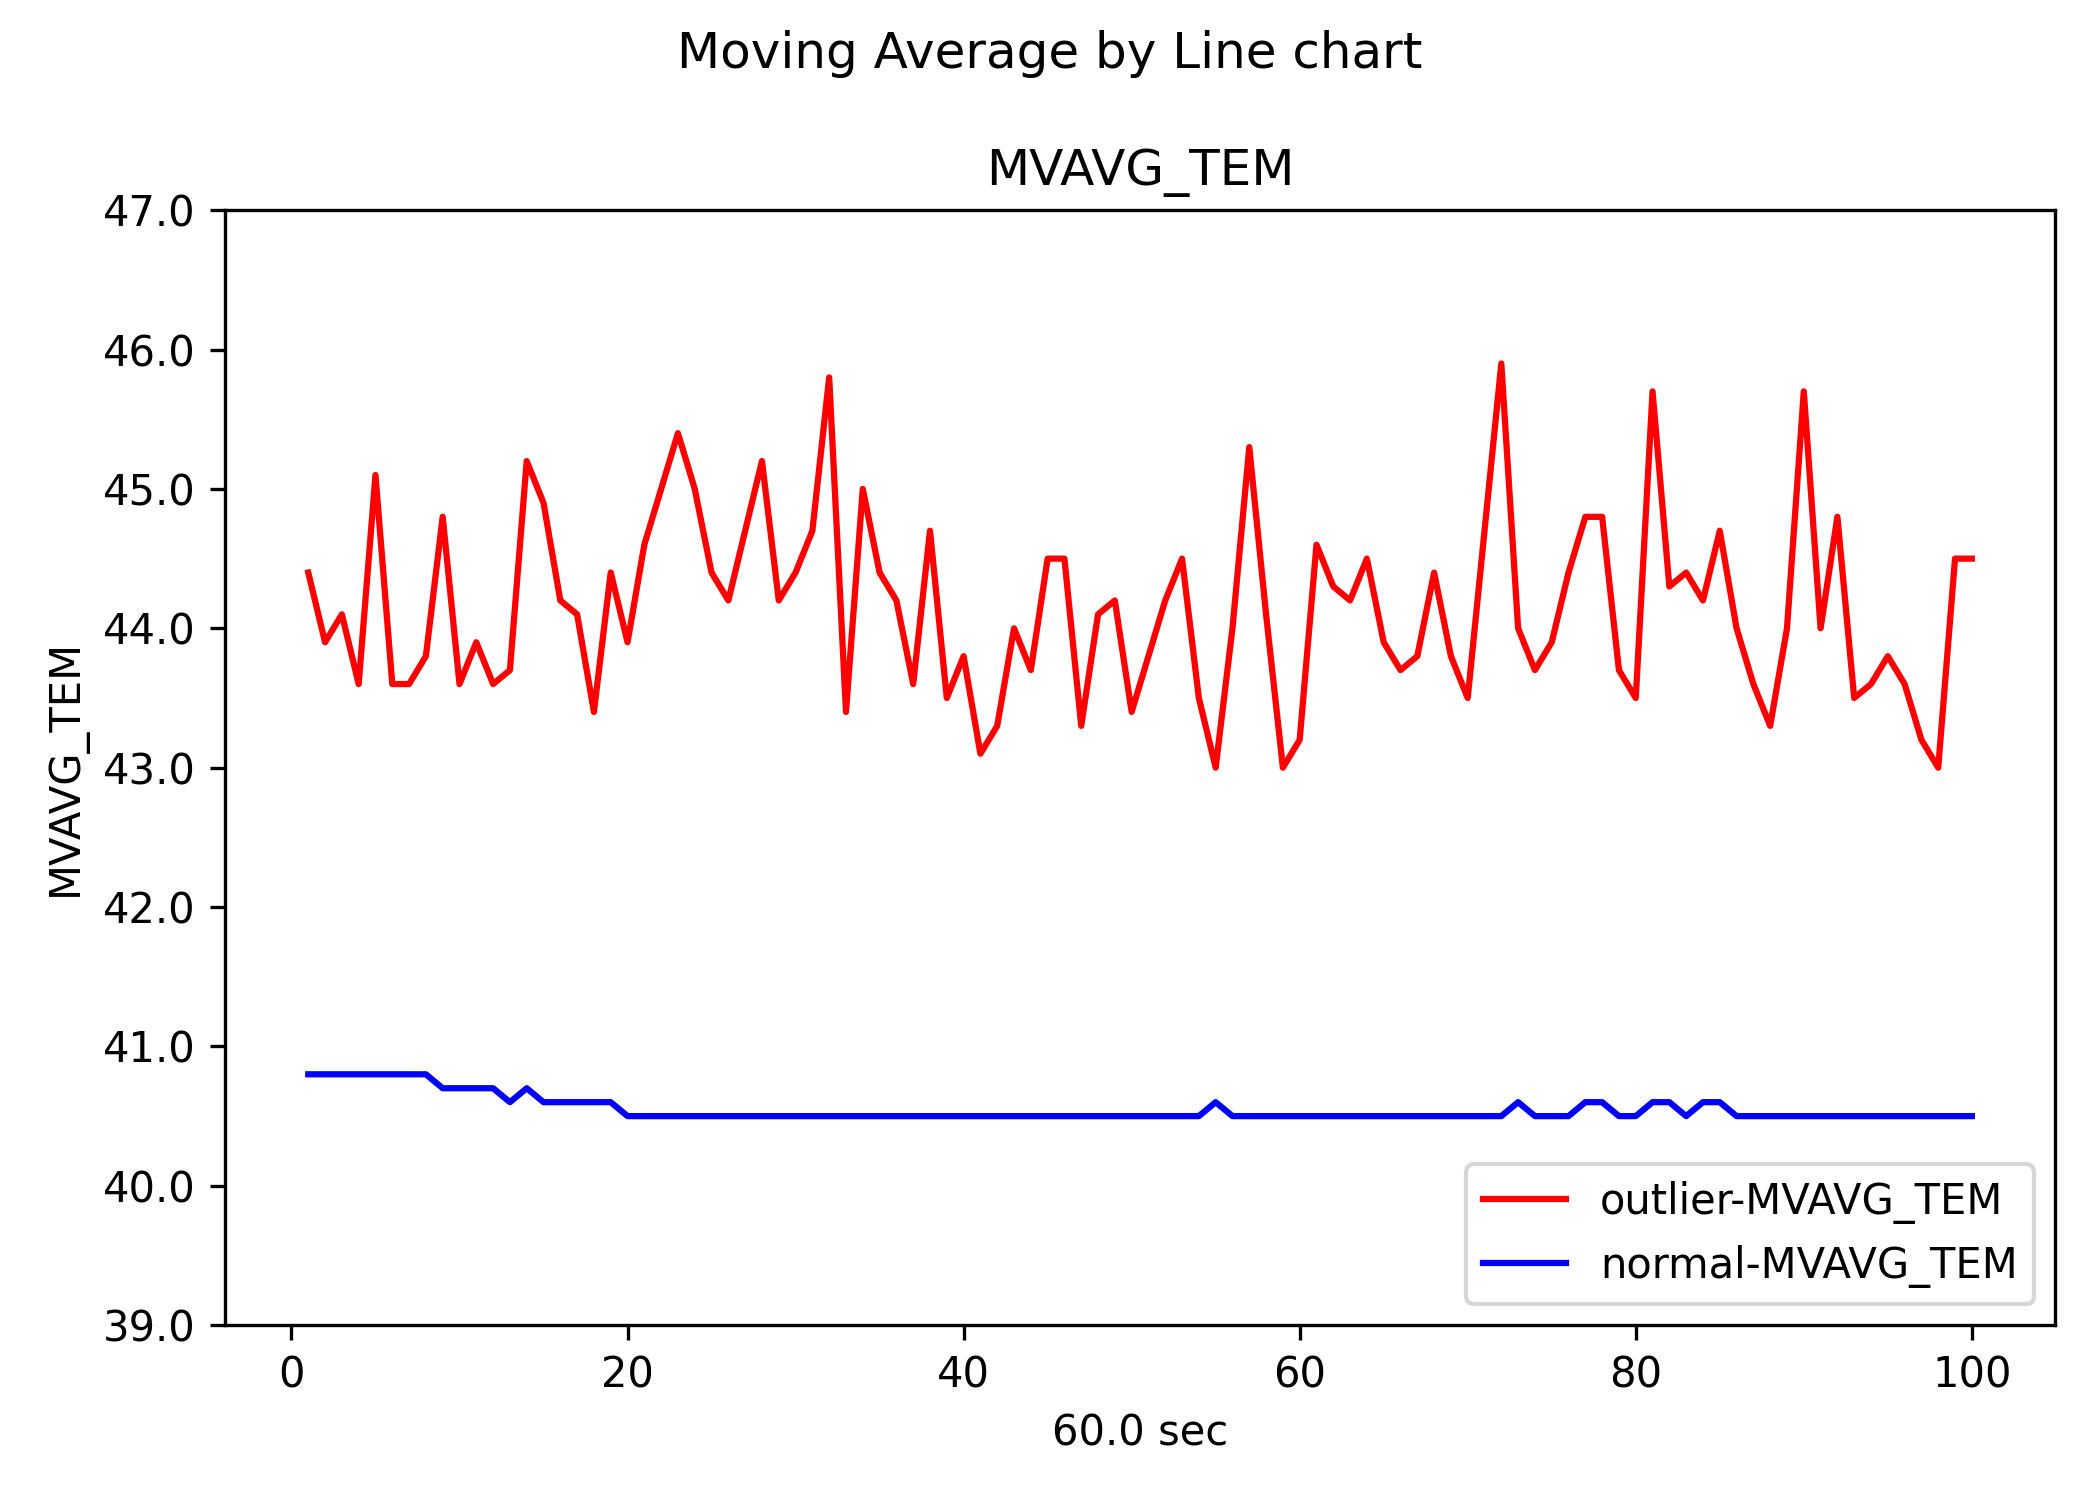 Moving Average by Line chart
MVAVG_TEM
47.0
46.0
45.0
44.0
43.0
42.0
41.0
40.0
39.0
MVAVG_TEM
0 20 40 60 80 100
60.0 sec
outlier-MVAVG_TEM
normal-MVAVG_TEM